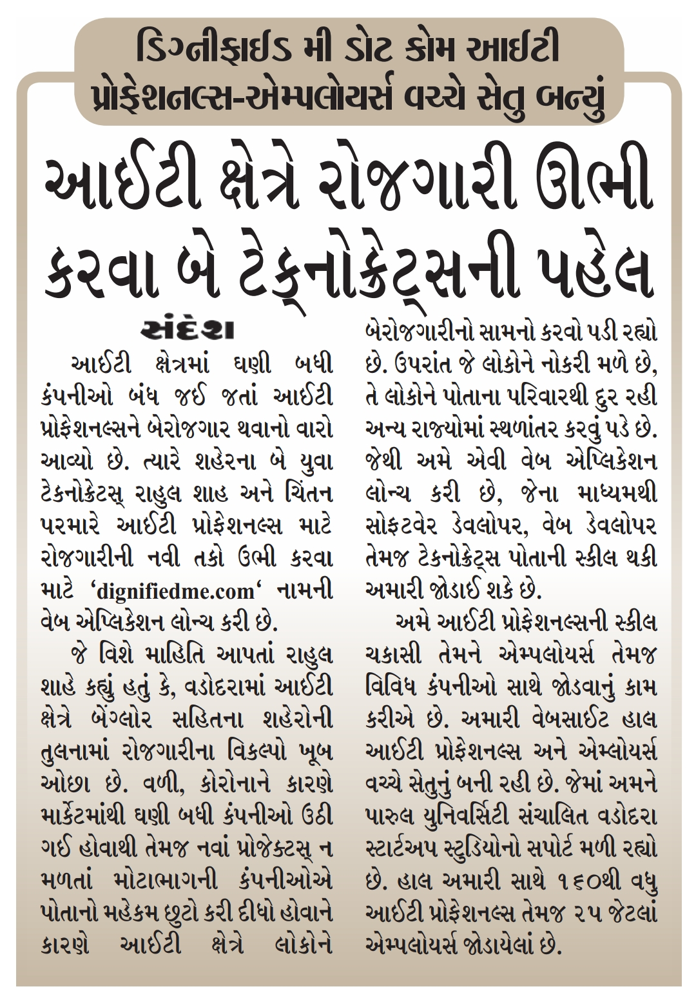 ડિગ્નીફાઈડ મી ડોટ કોમ આઈટી
પ્રોફેશનલ્સ-એમ્પલોયર્સ વચ્ચે સેતુ બન્યું
આઈટી ક્ષેત્રે રોજગારી ઊભી
કરવા બે ટેક્નોક્રેટ્સની પહેલ
સંદેશ
આઈટી ક્ષેત્રમાં ઘણી બધી
કંપનીઓ બંધ જઈ જતાં આઈટી
પ્રોફેશનલ્સને બેરોજગાર થવાનો વારો
આવ્યો છે. ત્યારે શહેરના બે યુવા
ટેકનોક્રેટસ્ રાહુલ શાહ અને ચિંતન
પરમારે આઈટી પ્રોફેશનલ્સ માટે
રોજગારીની નવી તકો ઉભી કરવા
માટે ‘dignifiedme.com‘ નામની
વેબ એપ્લિકેશન લોન્ચ કરી છે.
જે વિશે માહિતિ આપતાં રાહુલ
શાહે કહ્યું હતું કે, વડોદરામાં આઈટી
ક્ષેત્રે બેંગ્લોર સહિતના શહેરોની
તુલનામાં રોજગારીના વિકલ્પો ખૂબ
ઓછા છે. વળી, કોરોનાને કારણે
માર્કેટમાંથી ઘણી બધી કંપનીઓ ઉઠી
ગઈ હોવાથી તેમજ નવાં પ્રોજેક્ટસ્ ન
મળતાં મોટાભાગની કંપનીઓએ
પોતાનો મહેકમ છુટો કરી દીધો હોવાને
કારણે આઈટી ક્ષેત્રે લોકોને
બેરોજગારીનો સામનો કરવો પડી રહ્યો
છે. ઉપરાંત જે લોકોને નોકરી મળે છે,
તે લોકોને પોતાના પરિવારથી દુર રહી
અન્ય રાજ્યોમાં સ્થળાંતર કરવું પડે છે.
જેથી અમે એવી વેબ એપ્લિકેશન
લોન્ચ કરી છે, જેના માધ્યમથી
સોફટવેર ડેવલોપર, વેબ ડેવલોપર
તેમજ ટેકનોક્રેટ્સ પોતાની સ્કીલ થકી
અમારી જોડાઈ શકે છે.
અમે આઈટી પ્રોફેશનલ્સની સ્કીલ
ચકાસી તેમને એમ્પલોયર્સ તેમજ
વિવિધ કંપનીઓ સાથે જોડવાનું કામ
કરીએ છે. અમારી વેબસાઈટ હાલ
આઈટી પ્રોફેશનલ્સ અને એમ્લોયર્સ
વચ્ચે સેતુનું બની રહી છે. જેમાં અમને
પારુલ યુનિવર્સિટી સંચાલિત વડોદરા
સ્ટાર્ટઅપ સ્ટુડિયોનો સપોર્ટ મળી રહ્યો
છે. હાલ અમારી સાથે ૧૬૦થી વધુ
આઈટી પ્રોફેશનલ્સ તેમજ ૨૫ જેટલાં
એમ્પલોયર્સ જોડાયેલાં છે.